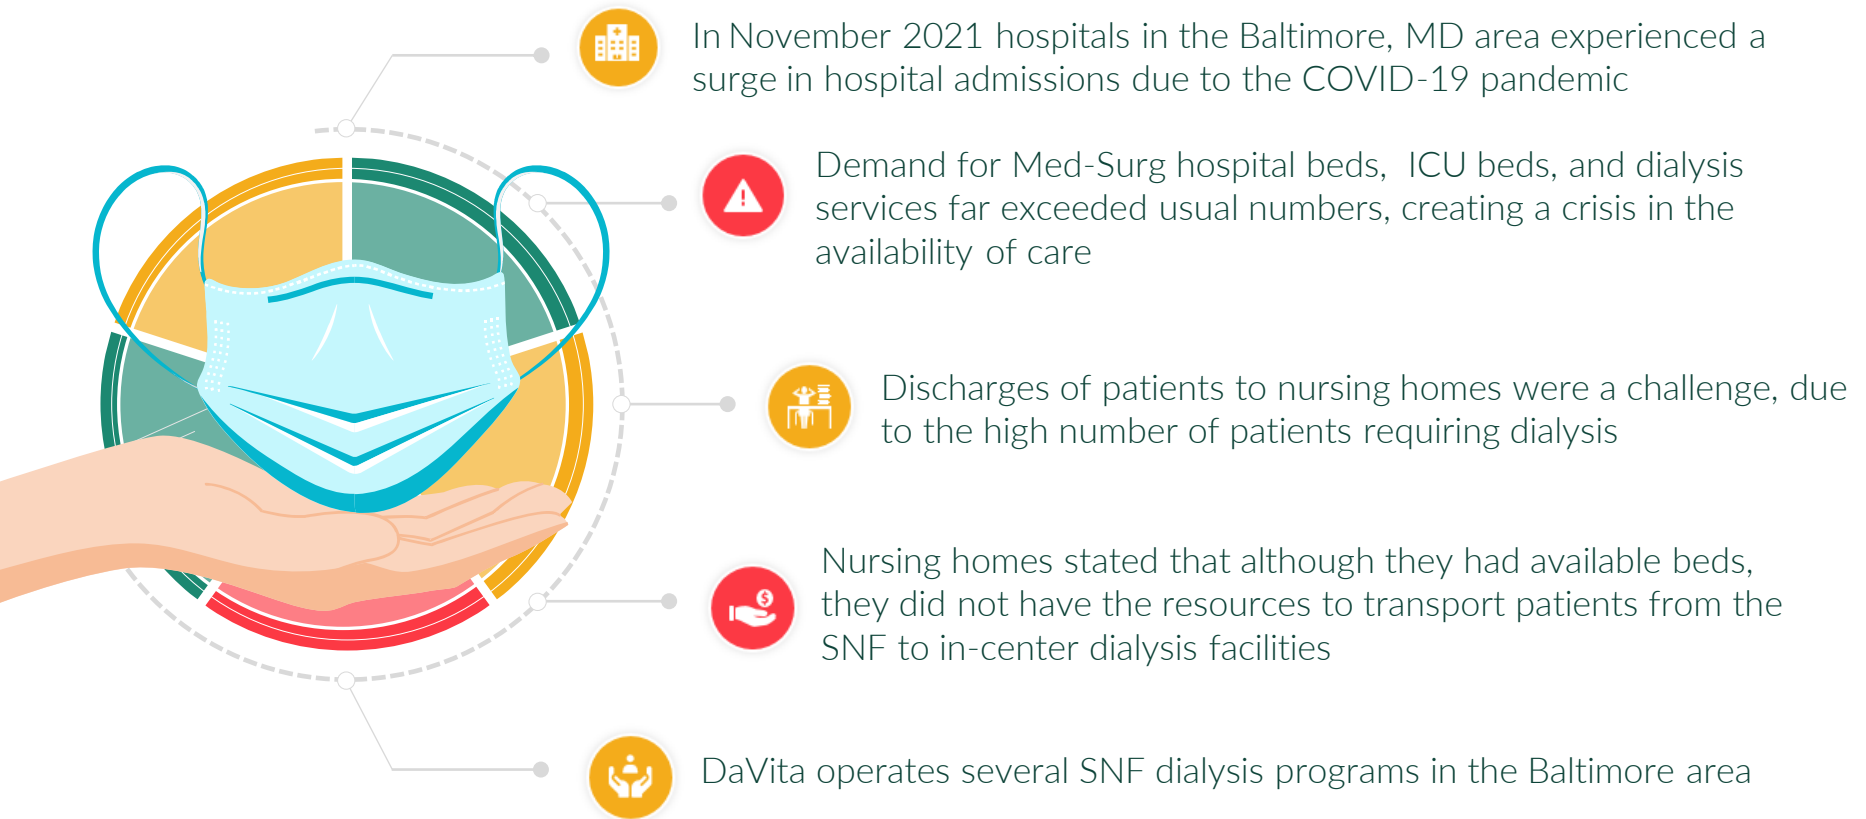 In November 2021 hospitals in the Baltimore, MD area experienced a
surge in hospital admissions due to the COVID-19 pandemic
Demand for Med-Surg hospital beds, ICU beds, and dialysis
services far exceeded usual numbers, creating a crisis in the
availability of care
Discharges of patients to nursing homes were a challenge, due
to the high number of patients requiring dialysis
Nursing homes stated that although they had available beds,
they did not have the resources to transport patients from the
SNF to in-center dialysis facilities
DaVita operates several SNF dialysis programs in the Baltimore area